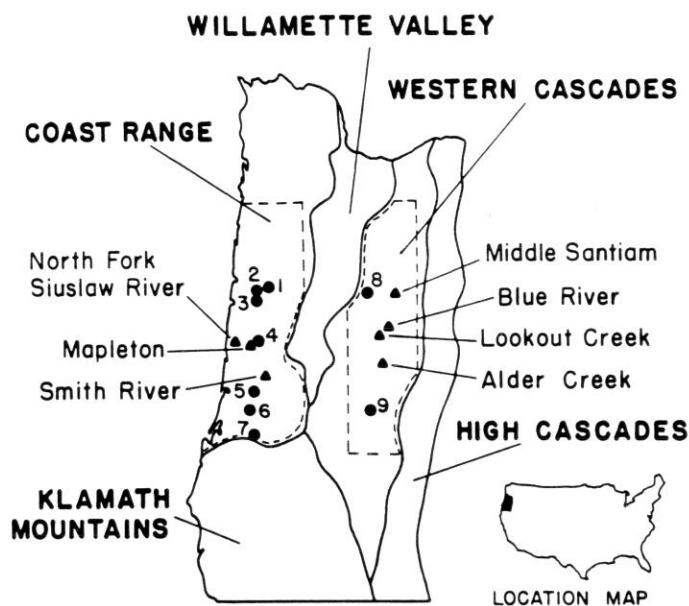 WILLAMETTE VALLEY
WESTERN CASCADES
COAST RANGE
North Fork
Siuslaw River
2
1
3
8
Middle Santiam
Blue River
4
Mapleton
Lookout Creek
Smith River
Alder Creek
5
6
9
7
HIGH CASCADES
KLAMATH
MOUNTAINS
LOCATION MAP